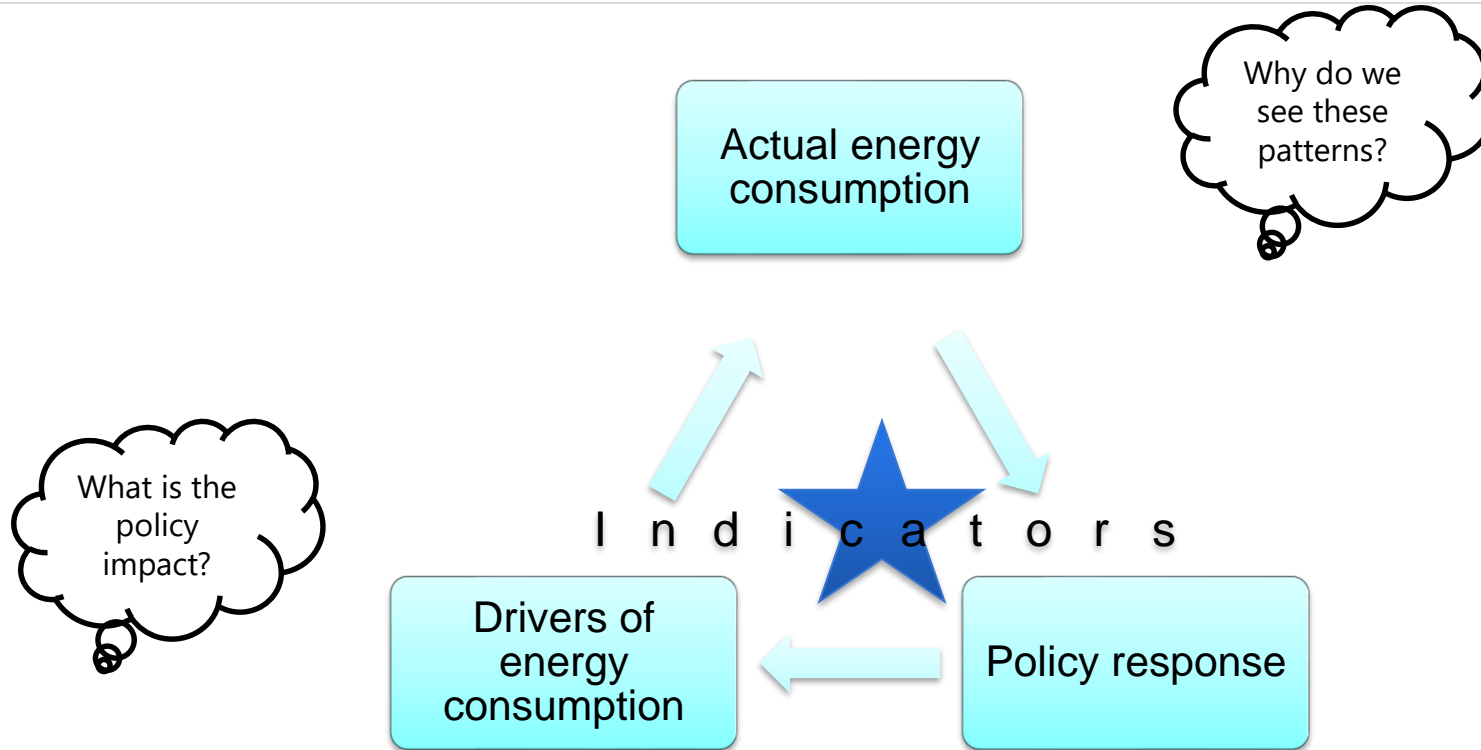 Why do we
see these
patterns?
Actual energy
consumption
What is the
policy
impact?
I n d i c a t o r s
Drivers of
energy
consumption
Policy response